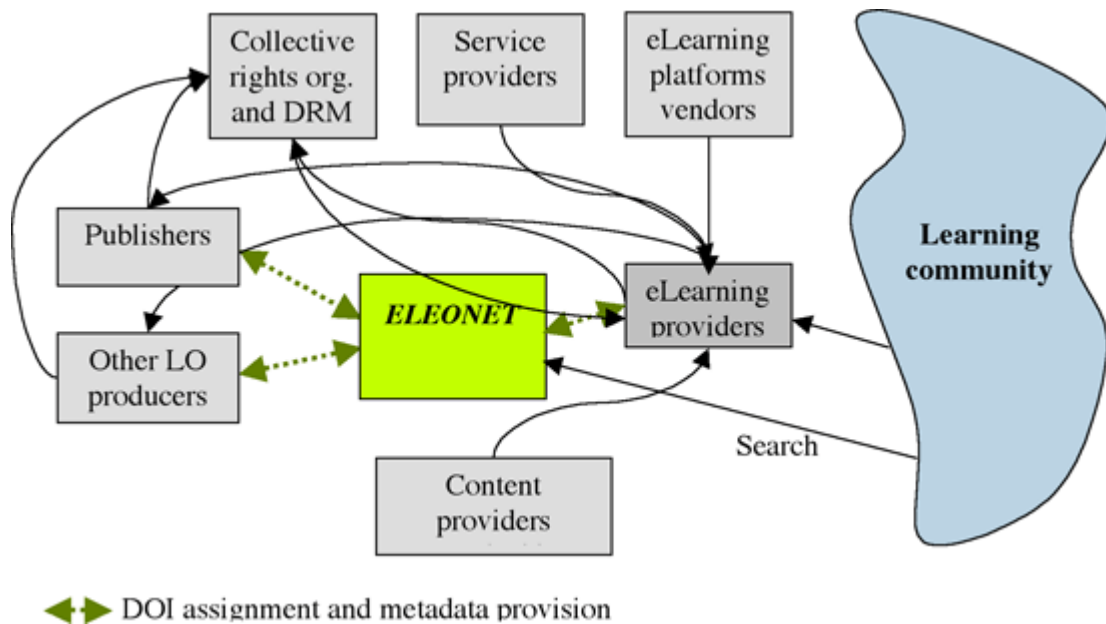 Collective
rights org.
and DRM
Service
providers
eLearning
platforms
vendors
Publishers
Learning
community
ELEONET
eLearning
providers
Other LO
producers
Search
Content
providers
DOI assignment and metadata provision